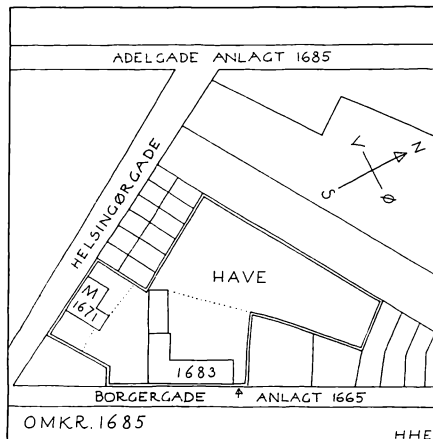 ADELGADE ANLAGT 1685
HELSINGØRGADE
N
V
Ø
S
HAVE
M
1671
1683
BORGERGADE ANLAGT 1665
OMKR. 1685
HHE